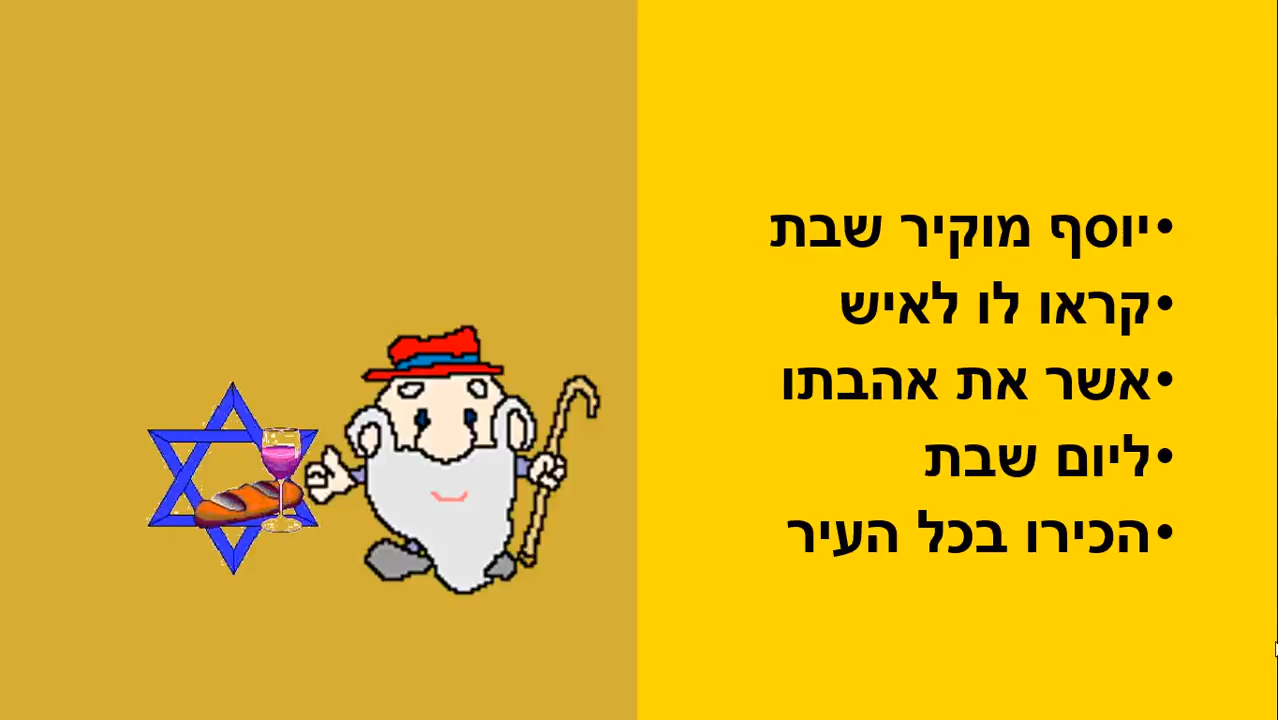 •יוסף מוקיר שבת
•קראו לו לאיש
•אשר את אהבתו
•ליום שבת
•הכירו בכל העיר